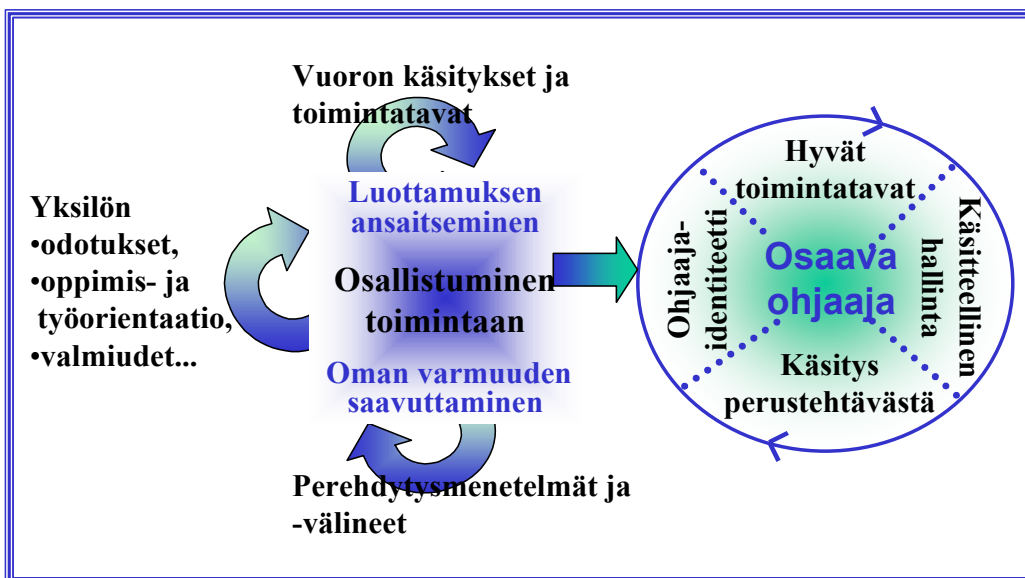 Vuoron käsitykset ja
toimintatavat
Yksilön
•odotukset,
•oppimis- ja
työorientaatio,
•valmiudet...
Luottamuksen
ansaitseminen
Osallistuminen
toimintaan
Oman varmuuden
saavuttaminen
Perehdytysmenetelmät ja
-välineet
Hyvät
toimintatavat
Ohjaaja-
identiteetti
Osaava
ohjaaja
Käsitteellinen
hallinta
Käsitys
perustehtävästä